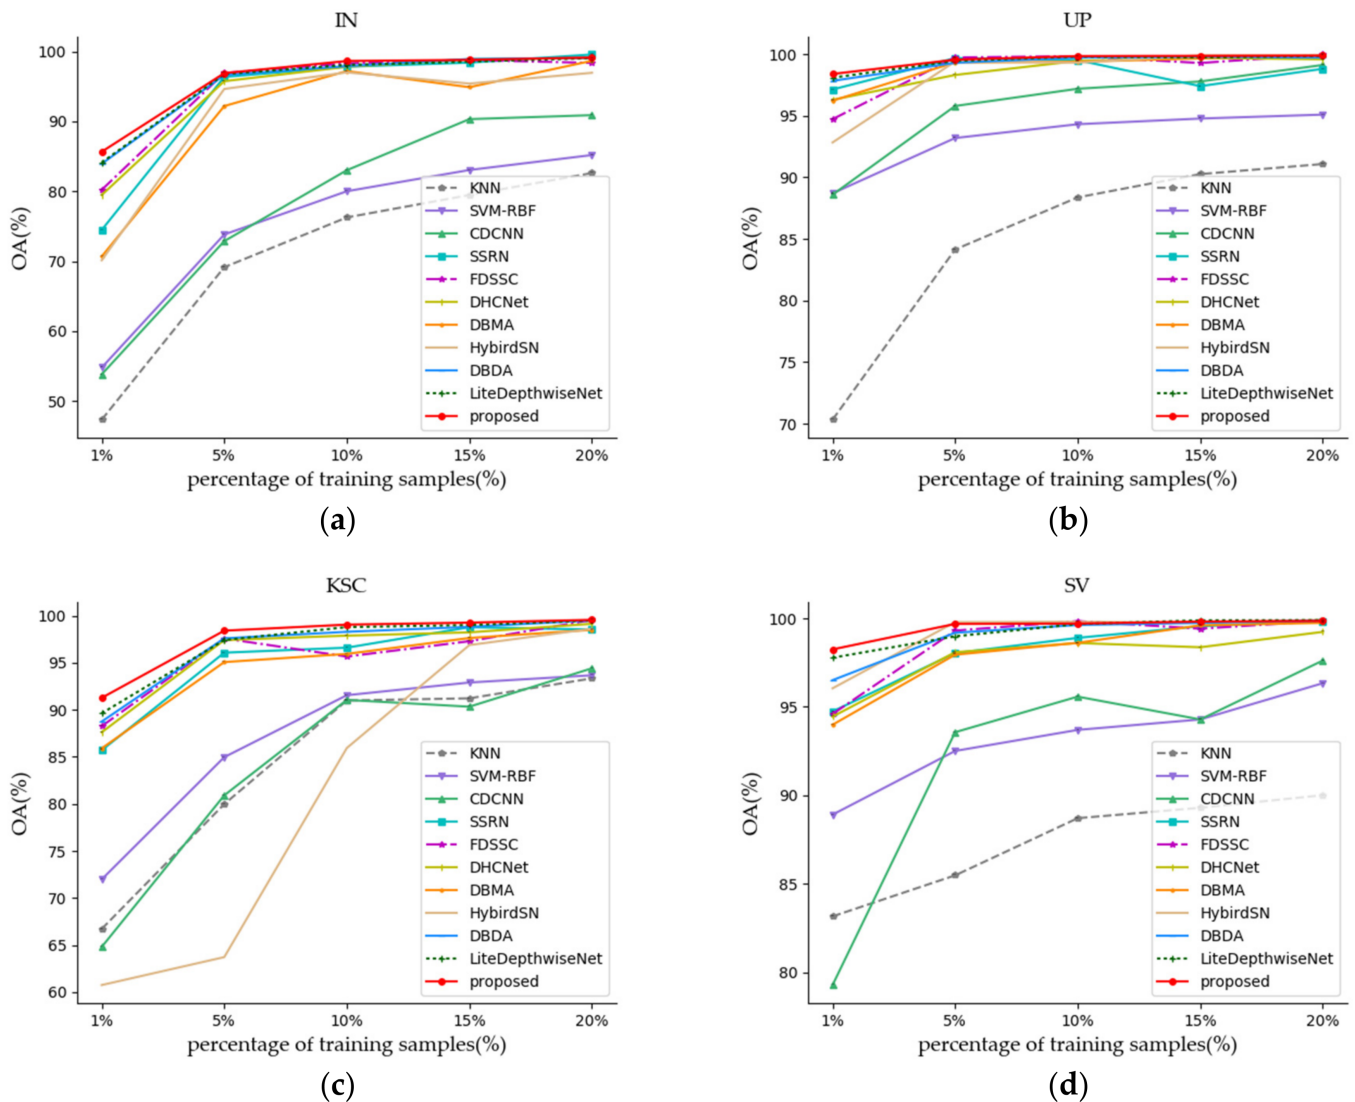 IN
100
90
80
70
60
50
OA(%)
KNN
SVM-RBF
CDCNN
SSRN
FDSSC
DHCNet
DBMA
HybirdSN
DBDA
LiteDepthwiseNet
proposed
1% 5% 10% 15% 20%
percentage of training samples(%)
(a)
UP
100
95
90
85
80
75
70
OA(%)
KNN
SVM-RBF
CDCNN
SSRN
FDSSC
DHCNet
DBMA
HybirdSN
DBDA
LiteDepthwiseNet
proposed
1% 5% 10% 15% 20%
percentage of training samples(%)
(b)
KSC
100
95
90
85
80
75
70
65
60
OA(%)
KNN
SVM-RBF
CDCNN
SSRN
FDSSC
DHCNet
DBMA
HybirdSN
DBDA
LiteDepthwiseNet
proposed
1% 5% 10% 15% 20%
percentage of training samples(%)
(c)
SV
100
95
90
85
80
OA(%)
KNN
SVM-RBF
CDCNN
SSRN
FDSSC
DHCNet
DBMA
HybirdSN
DBDA
LiteDepthwiseNet
proposed
1% 5% 10% 15% 20%
percentage of training samples(%)
(d)